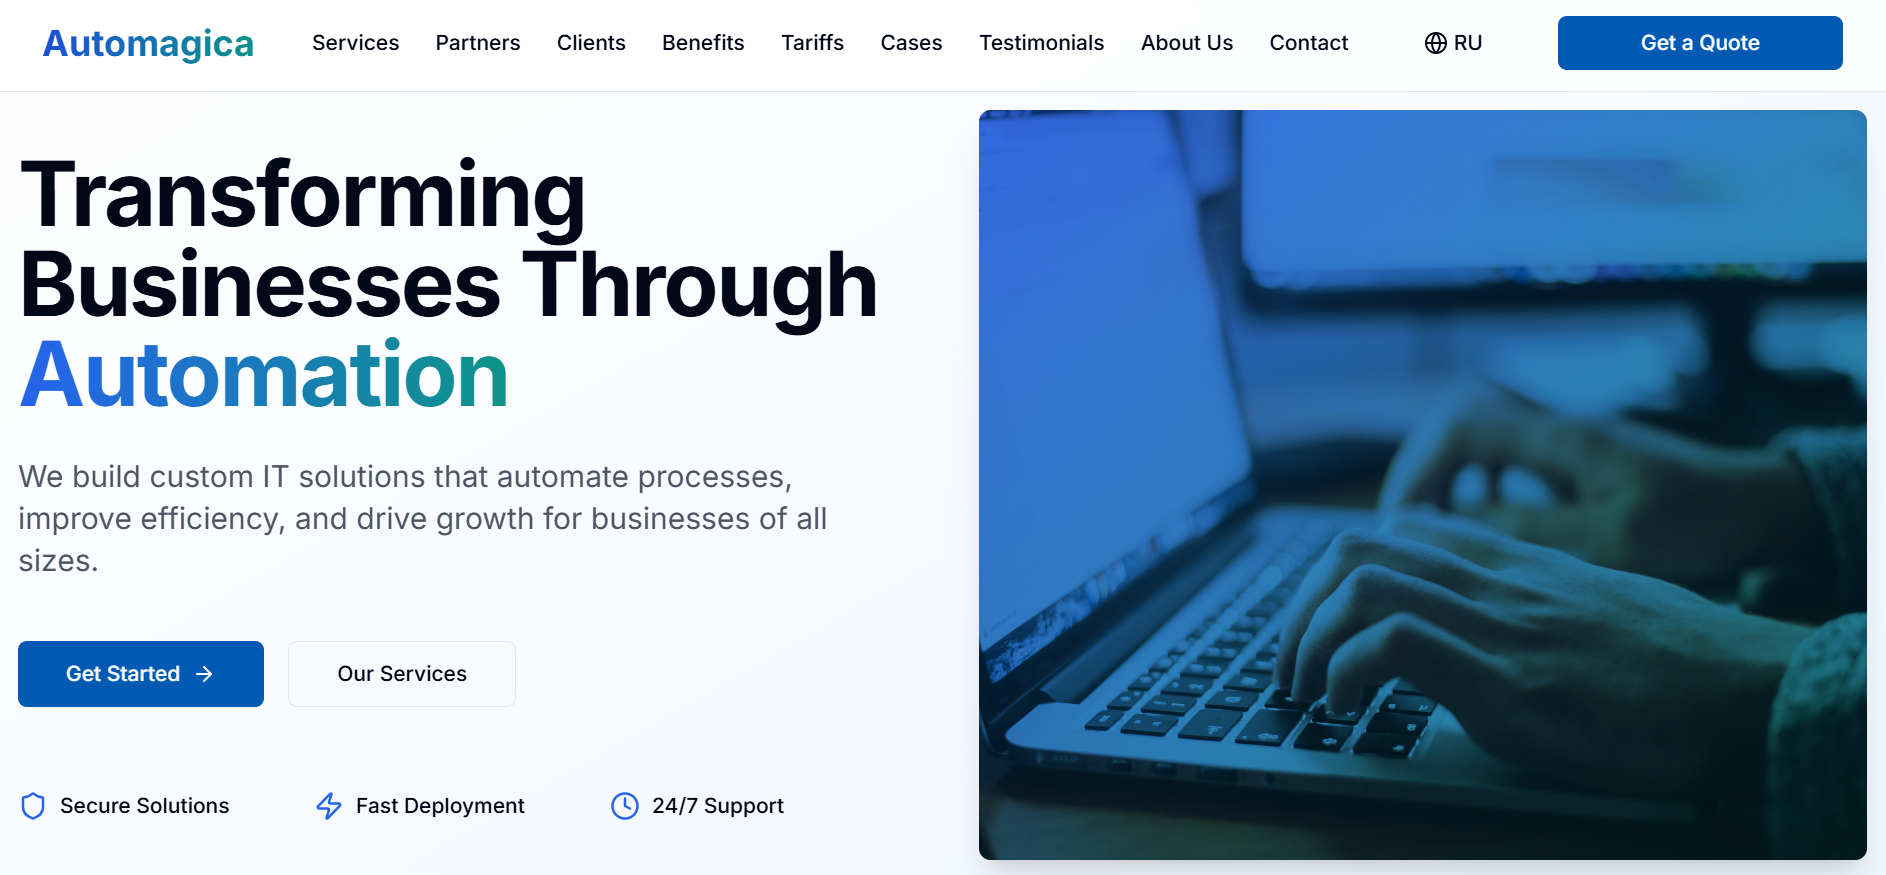 Automagica
Services Partners Clients Benefits Tariffs Cases Testimonials About Us Contact
RU
Get a Quote
Transforming
Businesses Through
Automation
We build custom IT solutions that automate processes,
improve efficiency, and drive growth for businesses of all
sizes.
Get Started
Our Services
Secure Solutions
Fast Deployment
24/7 Support